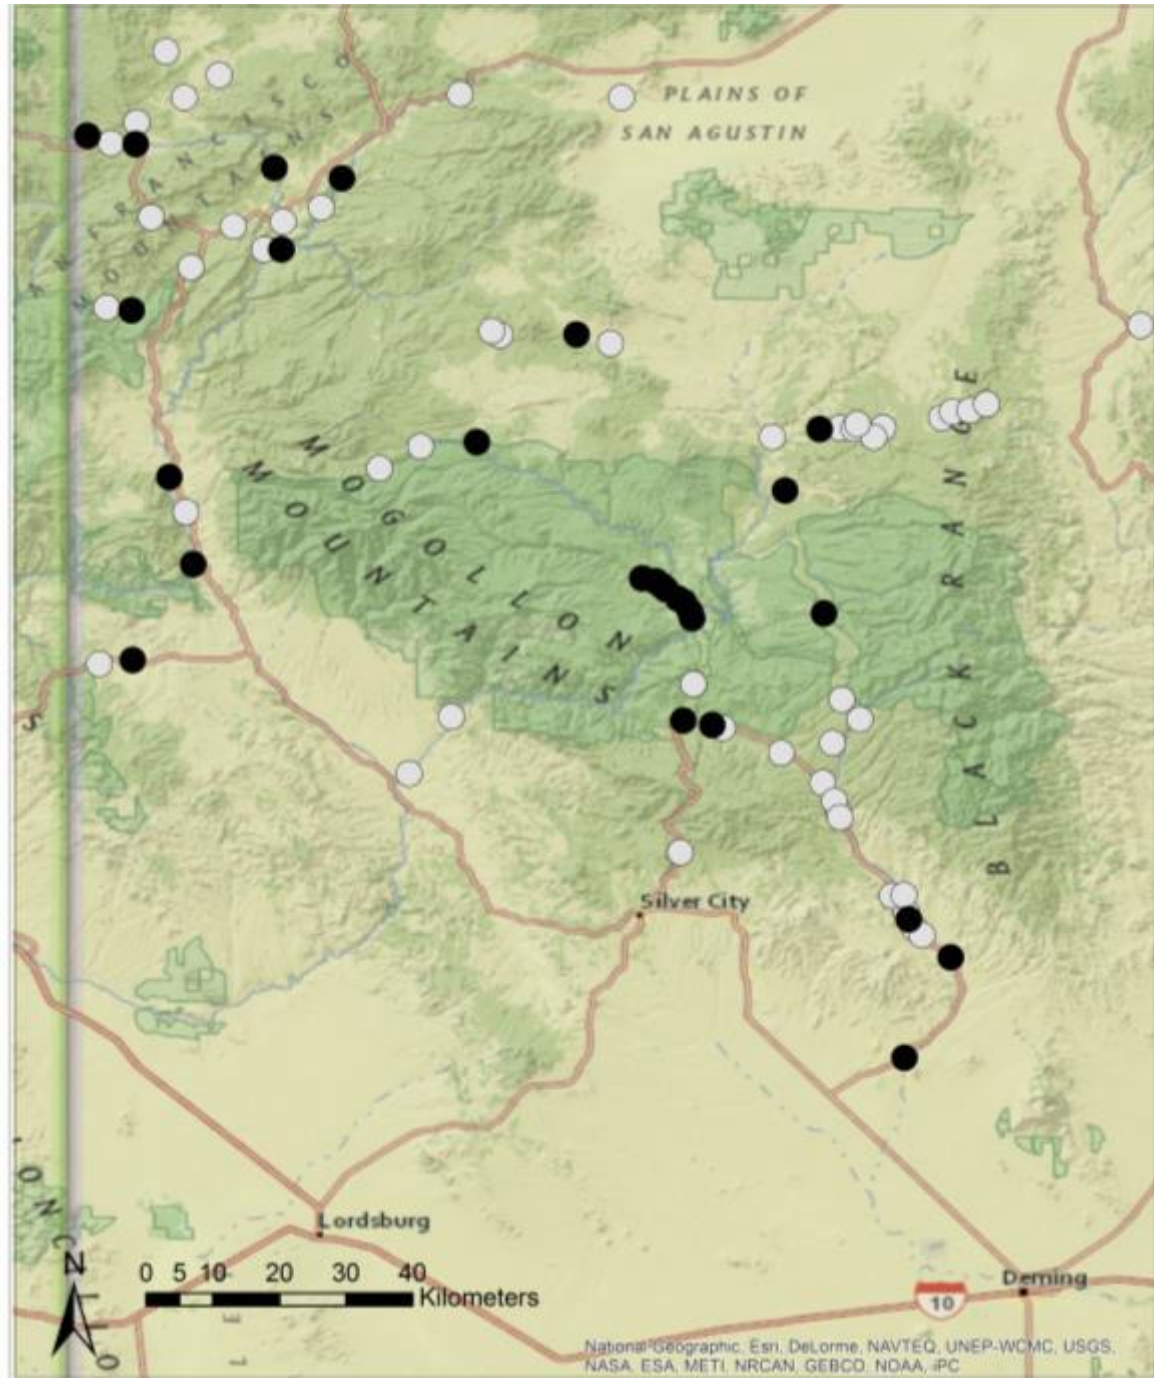 PLAINS OF
SAN AGUSTIN
MOGOLLON
MOUNTAINS
BLACK RANGE
S
Silver City
Lordsburg
N
0 5 10 20 30 40
Kilometers
Deming
10
National Geographic, Esri, DeLorme, NAVTEQ, UNEP-WCMC, USGS,
NASA, ESA, METI, NRCAN, GEBCO, NOAA, iPC